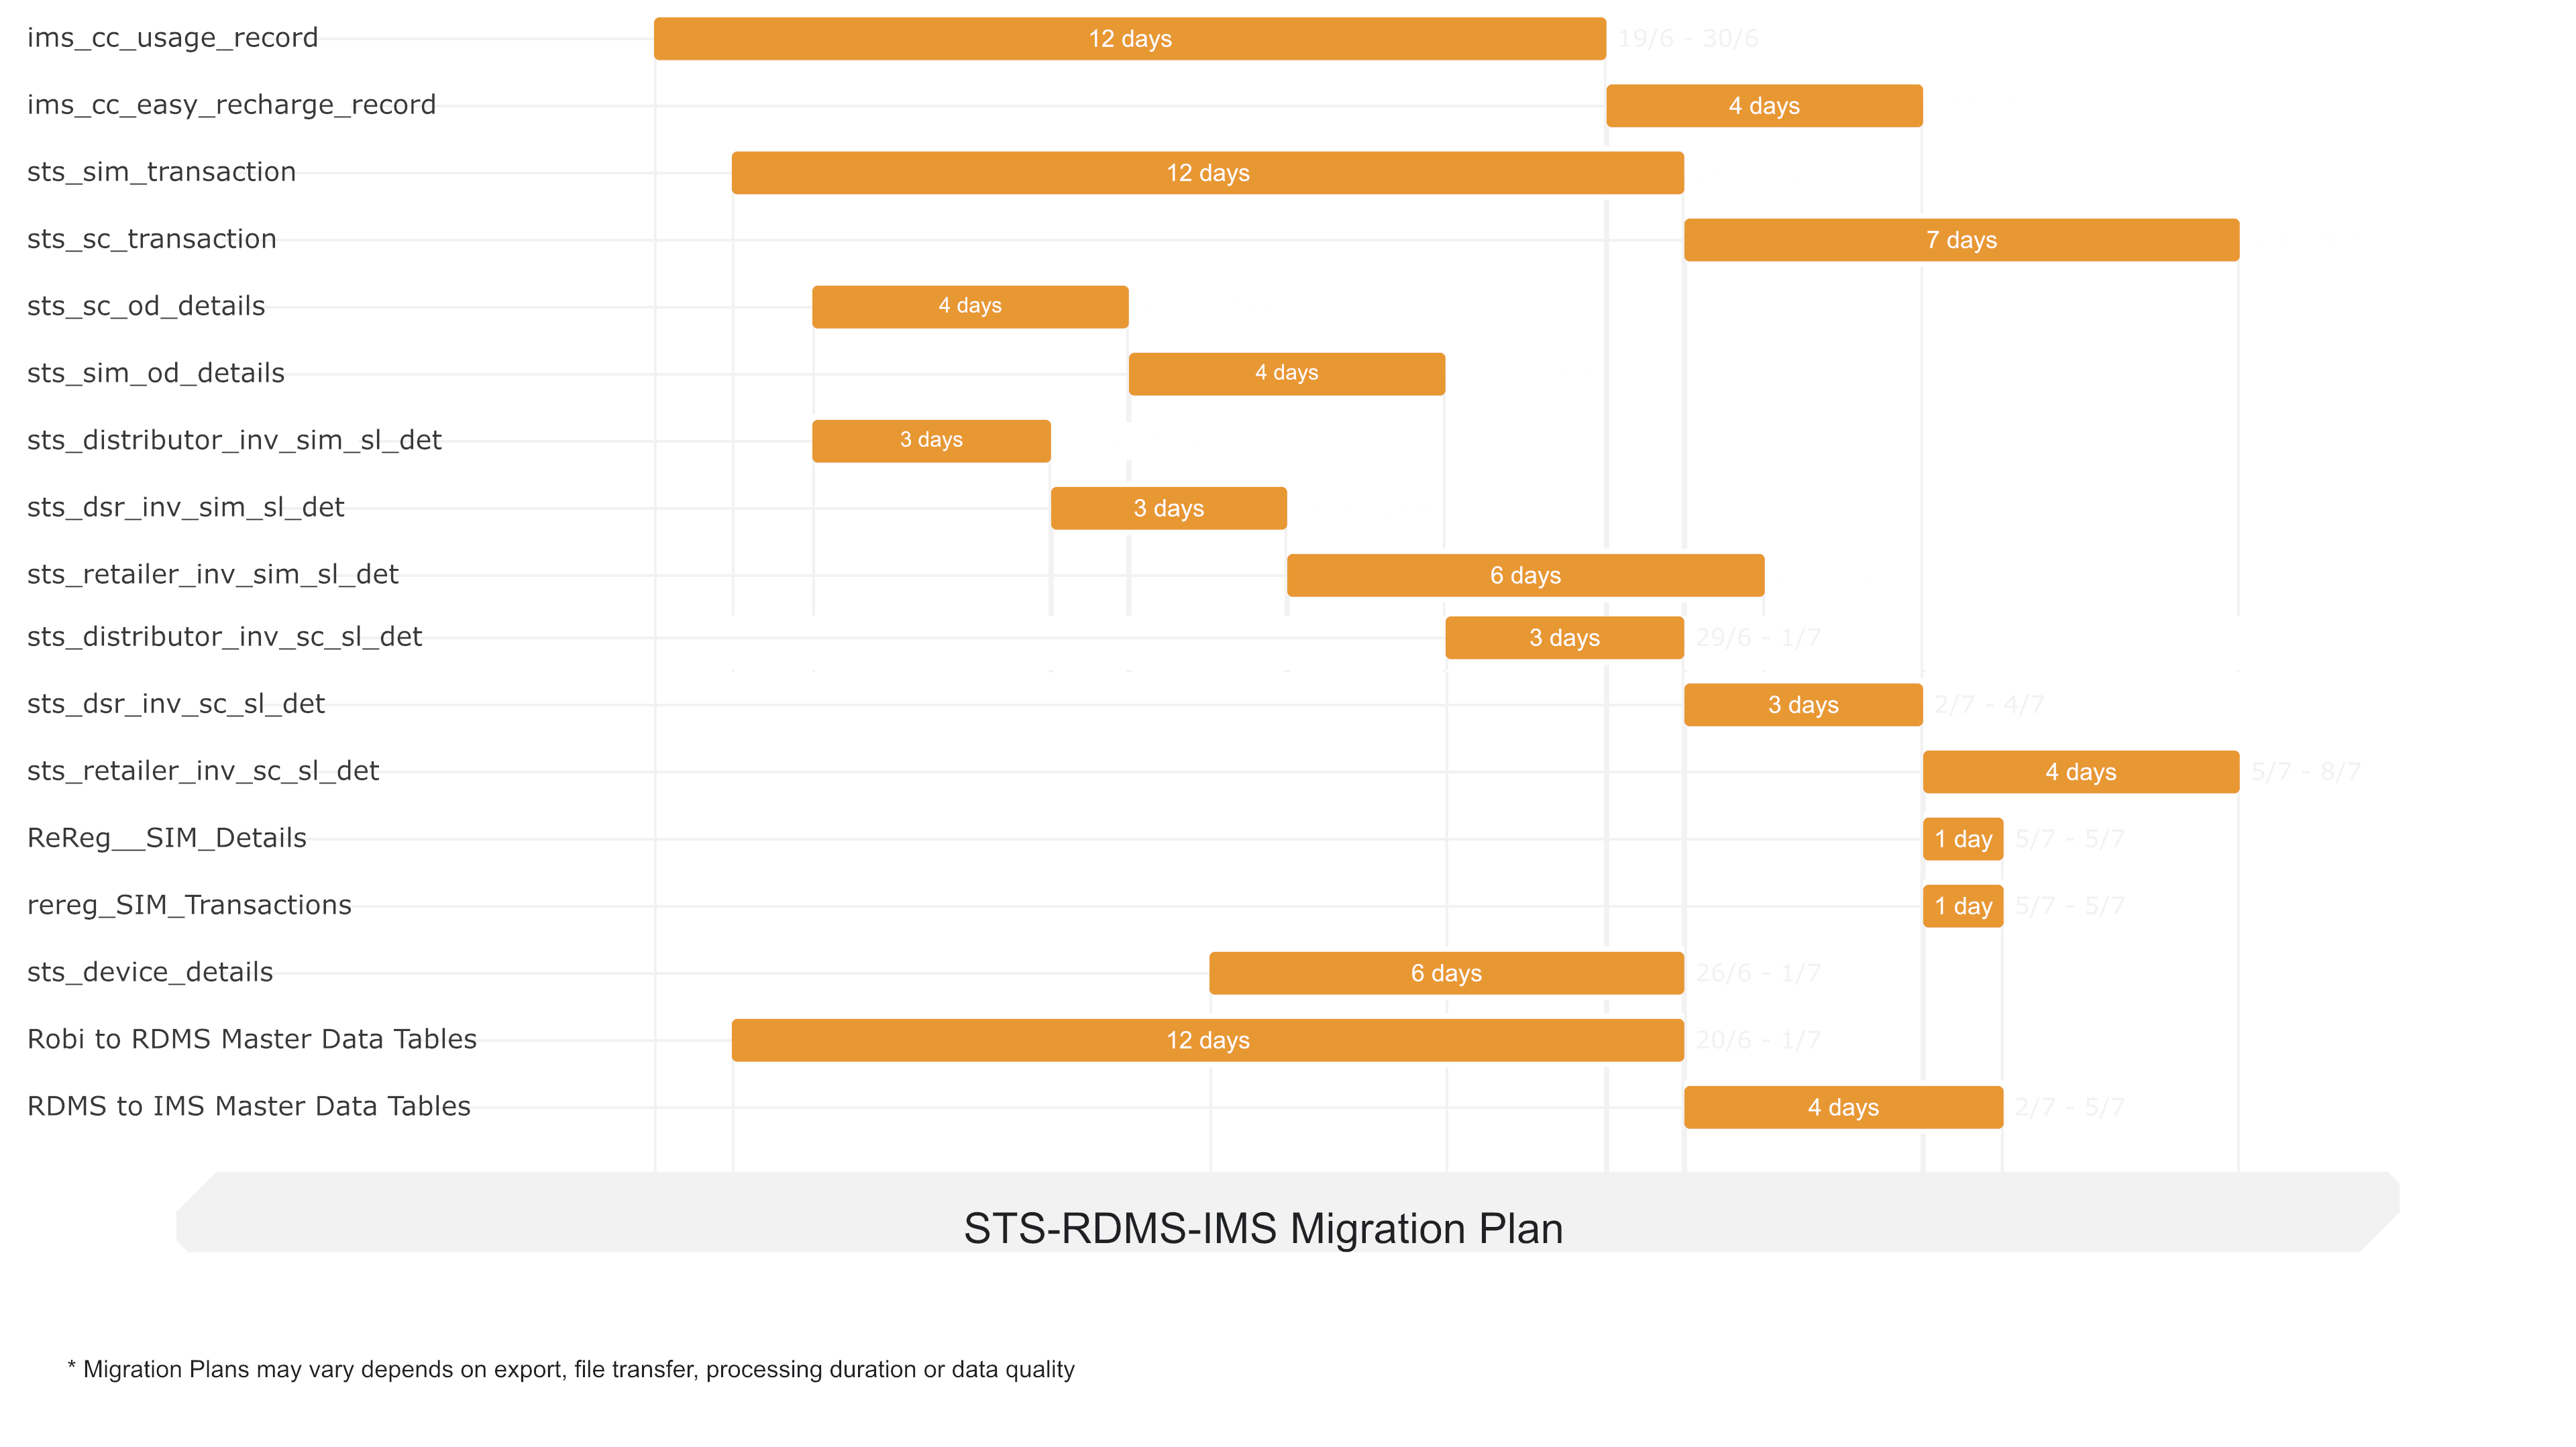 ims_cc_usage_record 12 days 19/6 - 30/6
ims_cc_easy_recharge_record 4 days
sts_sim_transaction 12 days
sts_sc_transaction 7 days
sts_sc_od_details 4 days
sts_sim_od_details 4 days
sts_distributor_inv_sim_sl_det 3 days
sts_dsr_inv_sim_sl_det 3 days
sts_retailer_inv_sim_sl_det 6 days
sts_distributor_inv_sc_sl_det 3 days 29/6 - 1/7
sts_dsr_inv_sc_sl_det 3 days 2/7 - 4/7
sts_retailer_inv_sc_sl_det 4 days 5/7 - 8/7
ReReg__SIM_Details 1 day 5/7 - 5/7
rereg_SIM_Transactions 1 day 5/7 - 5/7
sts_device_details 6 days 26/6 - 1/7
Robi to RDMS Master Data Tables 12 days 20/6 - 1/7
RDMS to IMS Master Data Tables 4 days 2/7 - 5/7
STS-RDMS-IMS Migration Plan
* Migration Plans may vary depends on export, file transfer, processing duration or data quality